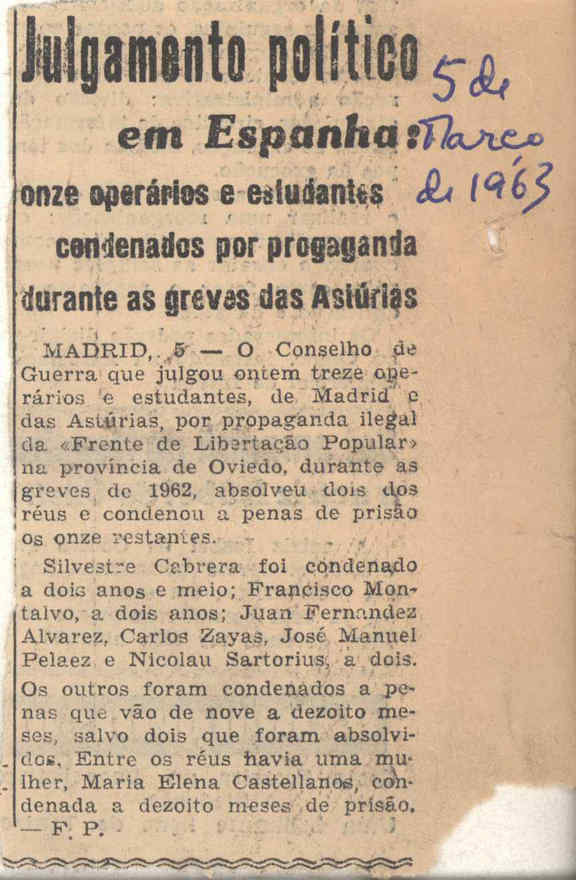 Julgamento político
em Espanha:
onze operários e estudantes
condenados por progaganda
durante as greves das Astúrias
5 de
Março
de 1963
MADRID, 5 — O Conselho de
Guerra que julgou ontem treze ope-
rários e estudantes, de Madrid e
das Astúrias, por propaganda ilegal
da «Frente de Libertação Popular»
na província de Oviedo, durante as
greves de 1962, absolveu dois dos
réus e condenou a penas de prisão
os onze restantes.
Silvestre Cabrera foi condenado
a dois anos e meio; Francisco Mon-
talvo, a dois anos; Juan Fernandez
Alvarez, Carlos Zayas, José Manuel
Pelaez e Nicolau Sartorius, a dois.
Os outros foram condenados a pe-
nas que vão de nove a dezoito me-
ses, salvo dois que foram absolvi-
dos. Entre os réus havia uma mu-
lher, Maria Elena Castellanos, con-
denada a dezoito meses de prisão.
— F. P.